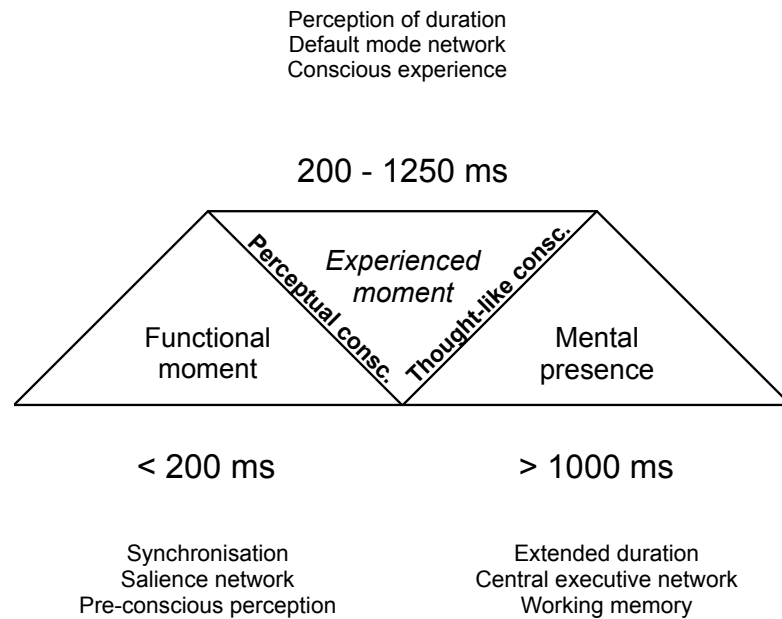 Perception of duration
Default mode network
Conscious experience
200 - 1250 ms
Perceptual consc.
Experienced
moment
Thought-like consc.
Functional
moment
Mental
presence
< 200 ms
> 1000 ms
Synchronisation
Salience network
Pre-conscious perception
Extended duration
Central executive network
Working memory